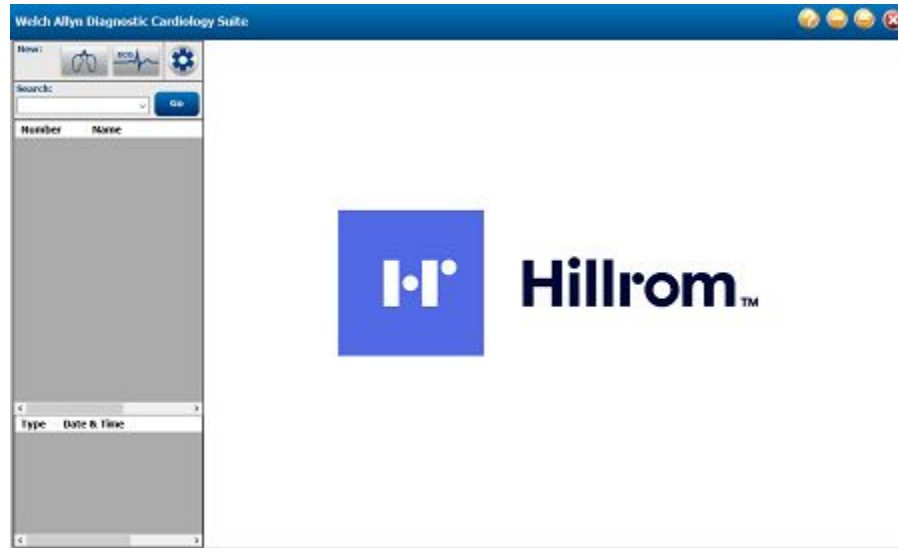 Welch Allyn Diagnostic Cardiology Suite
New:
ECG
Search:
Go
Number Name
Hillrom™
Type Date & Time